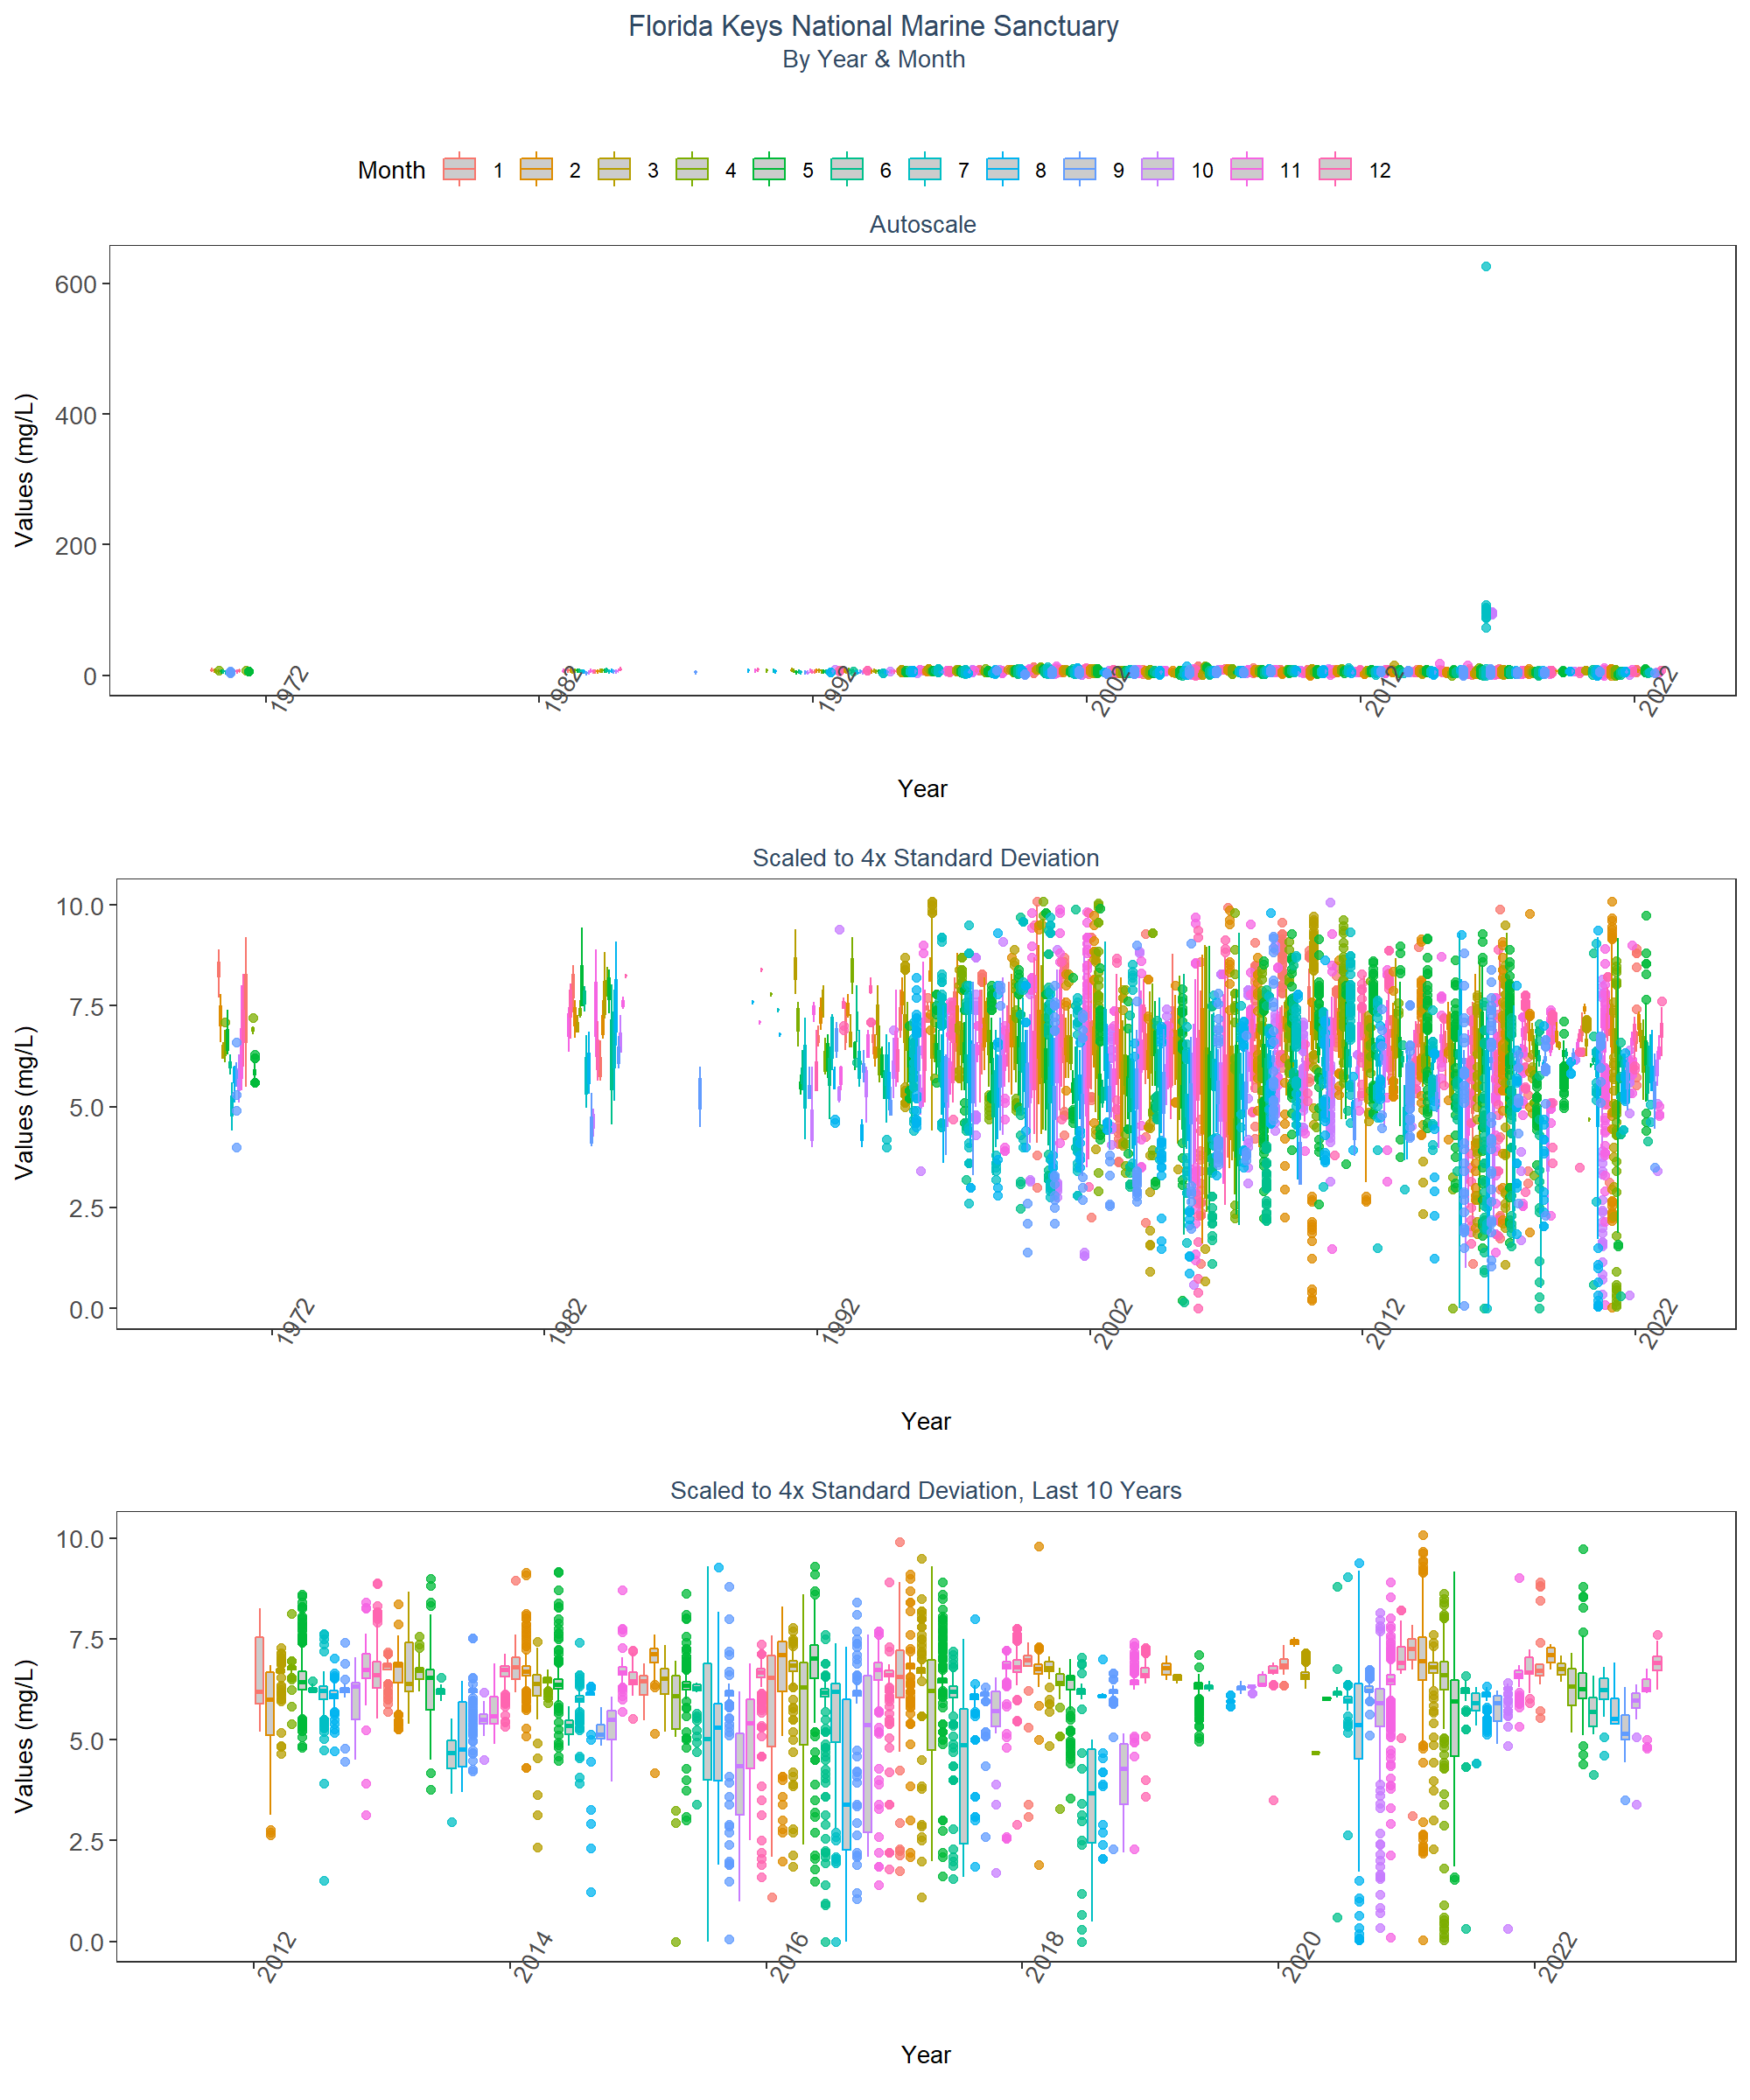 Florida Keys National Marine Sanctuary
By Year & Month
Month 1 2 3 4 5 6 7 8 9 10 11 12
Autoscale
Values (mg/L)
600
400
200
0
1972 1982 1992 2002 2012 2022
Year
Scaled to 4x Standard Deviation
Values (mg/L)
10.0
7.5
5.0
2.5
0.0
1972 1982 1992 2002 2012 2022
Year
Scaled to 4x Standard Deviation, Last 10 Years
Values (mg/L)
10.0
7.5
5.0
2.5
0.0
2012 2014 2016 2018 2020 2022
Year